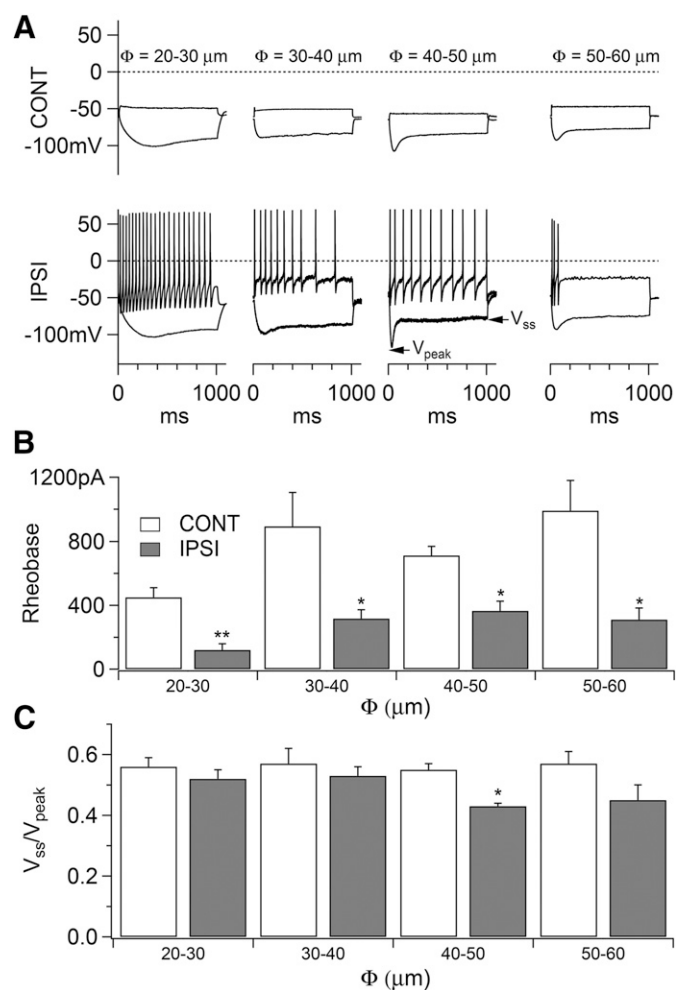 A
Φ = 20-30 μm
Φ = 30-40 μm
Φ = 40-50 μm
Φ = 50-60 μm
CONT
0
-50
-100mV
IPSI
50
0
-50
-100mV
Vss
Vpeak
0 1000
ms
0 1000
ms
0 1000
ms
0 1000
ms
B
1200pA
800
400
0
Rheobase
CONT
IPSI
**
*
*
*
20-30
30-40
40-50
50-60
Φ (μm)
C
0.6
0.4
0.2
0.0
Vss/Vpeak
*
20-30
30-40
40-50
50-60
Φ (μm)